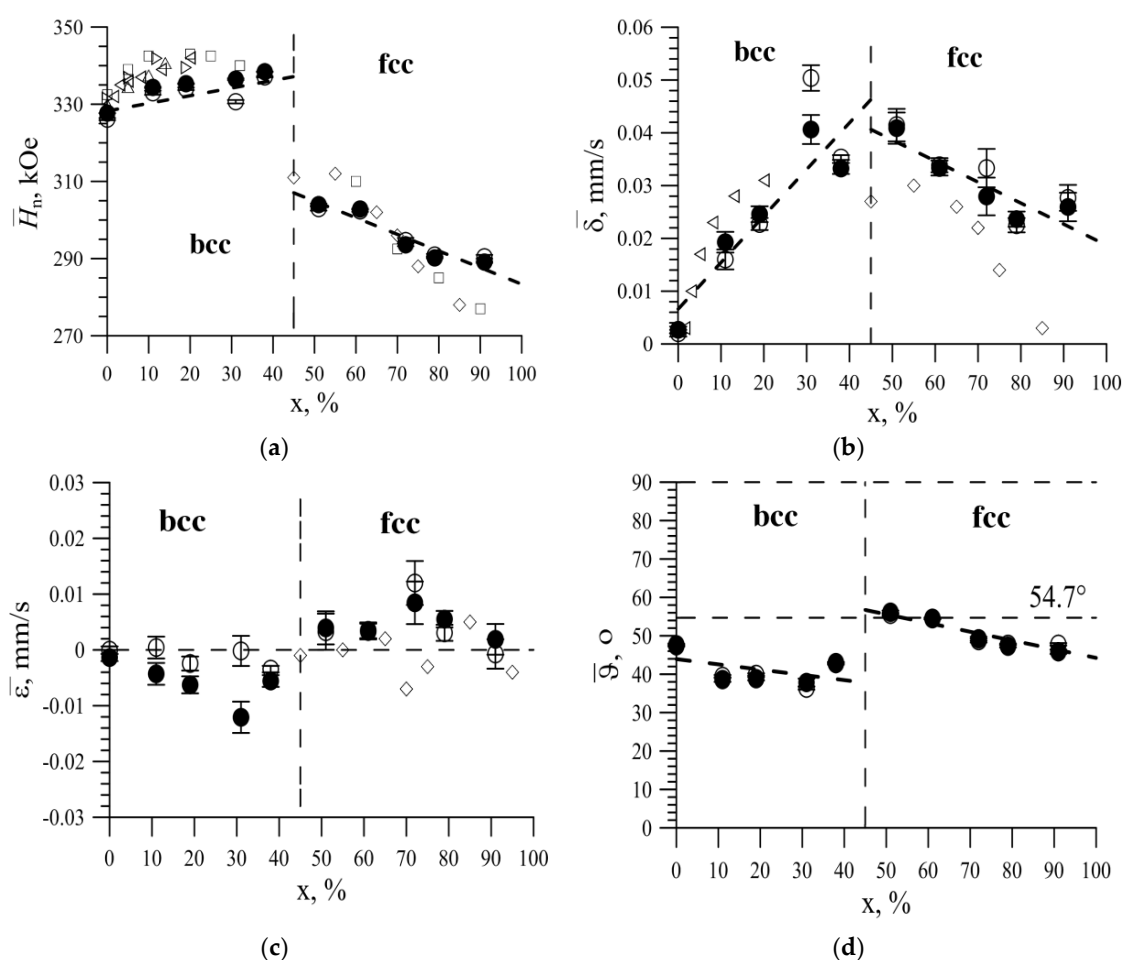 350
330
310
290
270
H̅ₙ, kOe
bcc
fcc
bcc
0 10 20 30 40 50 60 70 80 90 100
x, %
(a)
0.06
0.05
0.04
0.03
0.02
0.01
0
δ̅, mm/s
bcc
fcc
0 10 20 30 40 50 60 70 80 90 100
x, %
(b)
0.03
0.02
0.01
0
-0.01
-0.02
-0.03
ε̅, mm/s
bcc
fcc
0 10 20 30 40 50 60 70 80 90 100
x, %
(c)
90
80
70
60
50
40
30
20
10
0
ϑ̅, o
bcc
fcc
54.7°
0 10 20 30 40 50 60 70 80 90 100
x, %
(d)